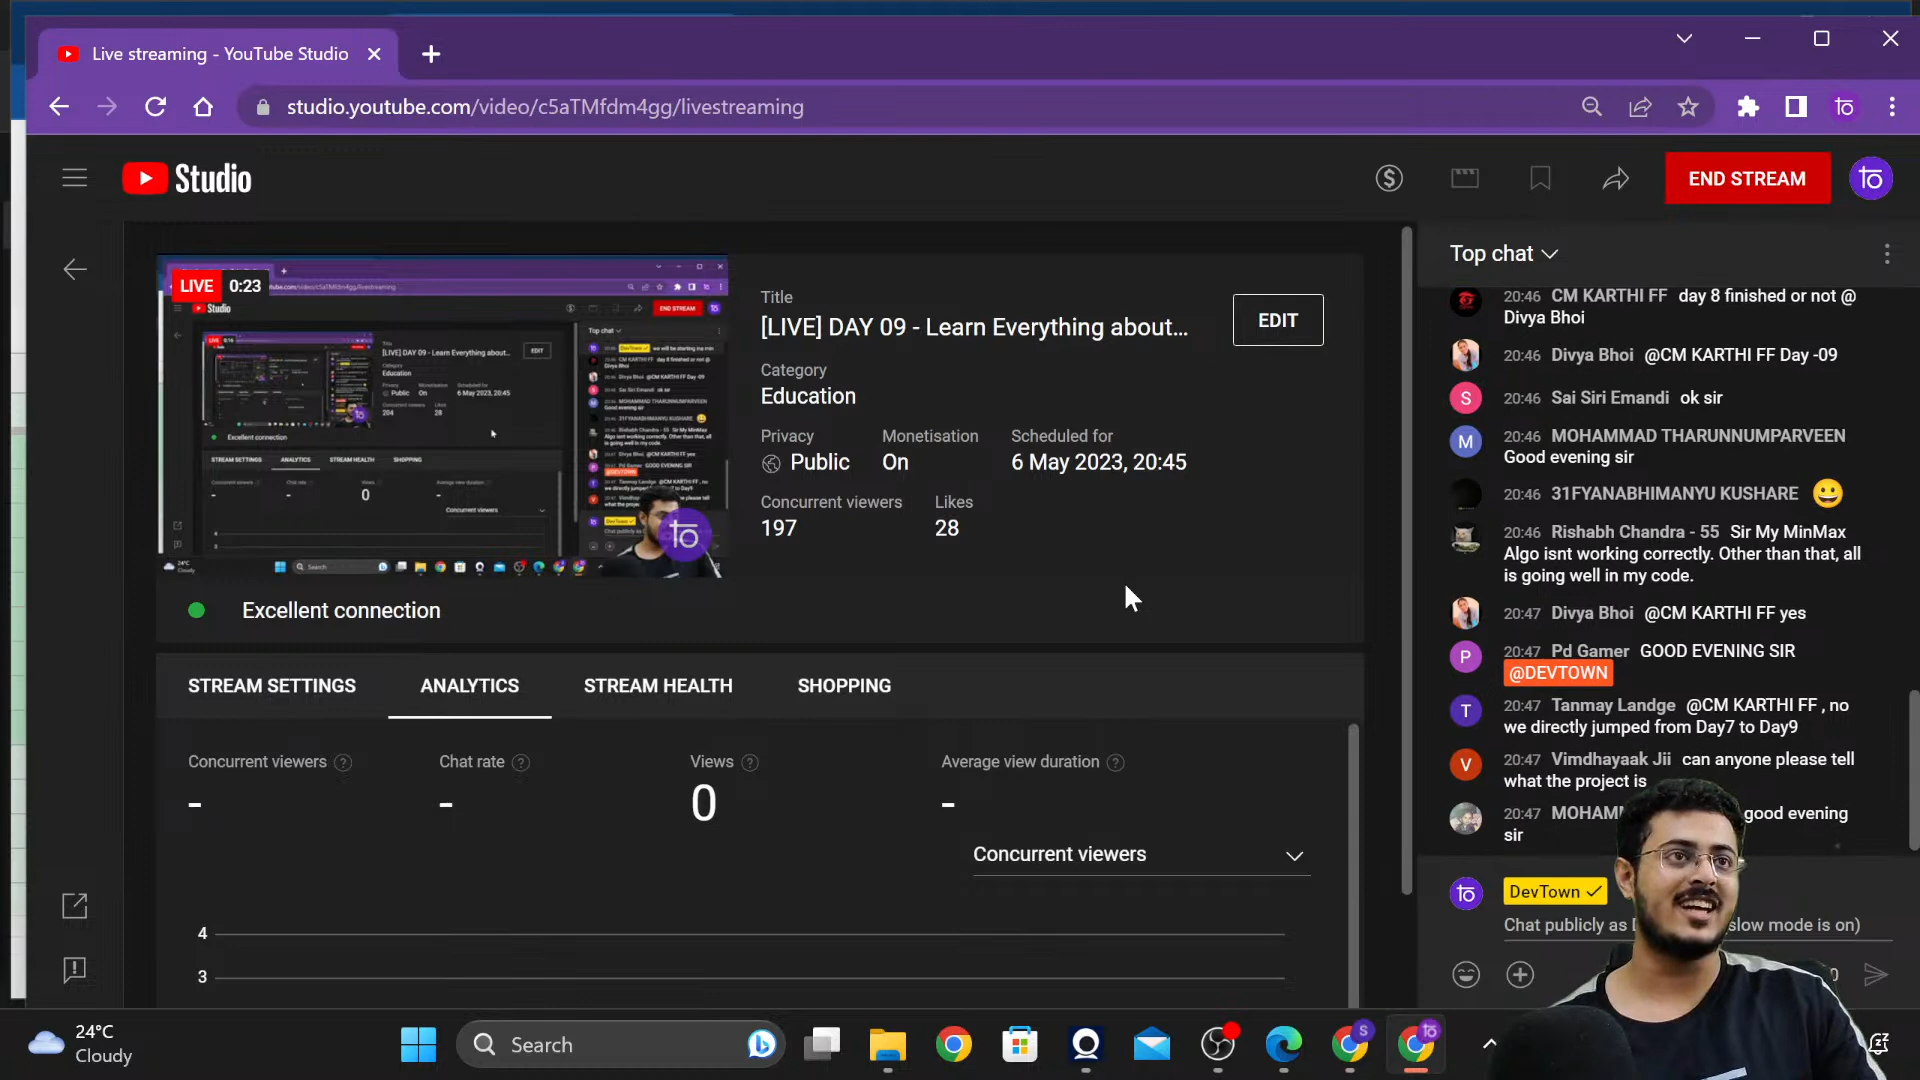 Live streaming - YouTube Studio
studio.youtube.com/video/c5aTMfdm4gg/livestreaming
Studio
END STREAM
LIVE 0:23
Title
[LIVE] DAY 09 - Learn Everything about...
EDIT
Category
Education
Privacy
Public
Monetisation
On
Scheduled for
6 May 2023, 20:45
Concurrent viewers
197
Likes
28
Excellent connection
STREAM SETTINGS
ANALYTICS
STREAM HEALTH
SHOPPING
Concurrent viewers
-
Chat rate
-
Views
0
Average view duration
-
Concurrent viewers
4
3
Top chat
20:46 CM KARTHI FF day 8 finished or not @
Divya Bhoi
20:46 Divya Bhoi @CM KARTHI FF Day -09
S
20:46 Sai Siri Emandi ok sir
M
20:46 MOHAMMAD THARUNNUMPARVEEN
Good evening sir
20:46 31FYANABHIMANYU KUSHARE 😀
20:46 Rishabh Chandra - 55 Sir My MinMax
Algo isnt working correctly. Other than that, all
is going well in my code.
20:47 Divya Bhoi @CM KARTHI FF yes
P
20:47 Pd Gamer GOOD EVENING SIR
@DEVTOWN
T
20:47 Tanmay Landge @CM KARTHI FF , no
we directly jumped from Day7 to Day9
V
20:47 Vimdhayaak Jii can anyone please tell
what the project is
20:47 good evening
sir
DevTown
Chat publicly as slow mode is on)
24°C
Cloudy
Search